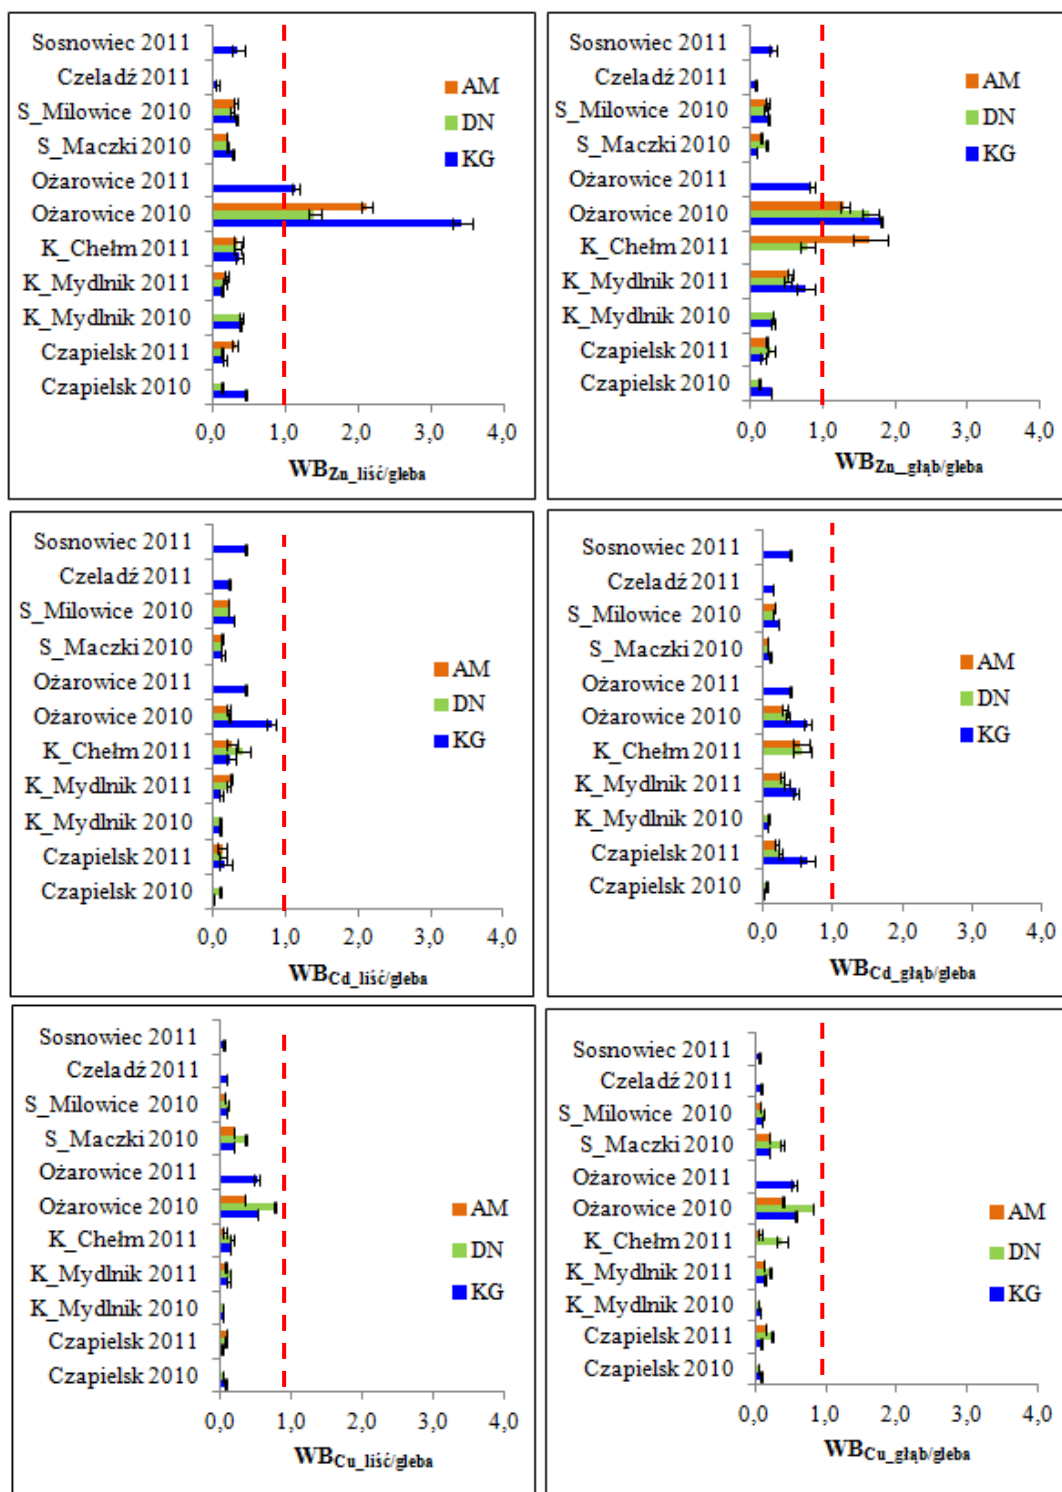 Sosnowiec 2011
Czeladź 2011
S_Milowice 2010
S_Maczki 2010
Ożarowice 2011
Ożarowice 2010
K_Chełm 2011
K_Mydlnik 2011
K_Mydlnik 2010
Czapielsk 2011
Czapielsk 2010
AM
DN
KG
0,0 1,0 2,0 3,0 4,0
WBZn_liść/gleba
Sosnowiec 2011
Czeladź 2011
S_Milowice 2010
S_Maczki 2010
Ożarowice 2011
Ożarowice 2010
K_Chełm 2011
K_Mydlnik 2011
K_Mydlnik 2010
Czapielsk 2011
Czapielsk 2010
AM
DN
KG
0,0 1,0 2,0 3,0 4,0
WBZn_głąb/gleba
Sosnowiec 2011
Czeladź 2011
S_Milowice 2010
S_Maczki 2010
Ożarowice 2011
Ożarowice 2010
K_Chełm 2011
K_Mydlnik 2011
K_Mydlnik 2010
Czapielsk 2011
Czapielsk 2010
AM
DN
KG
0,0 1,0 2,0 3,0 4,0
WBCd_liść/gleba
Sosnowiec 2011
Czeladź 2011
S_Milowice 2010
S_Maczki 2010
Ożarowice 2011
Ożarowice 2010
K_Chełm 2011
K_Mydlnik 2011
K_Mydlnik 2010
Czapielsk 2011
Czapielsk 2010
AM
DN
KG
0,0 1,0 2,0 3,0 4,0
WBCd_głąb/gleba
Sosnowiec 2011
Czeladź 2011
S_Milowice 2010
S_Maczki 2010
Ożarowice 2011
Ożarowice 2010
K_Chełm 2011
K_Mydlnik 2011
K_Mydlnik 2010
Czapielsk 2011
Czapielsk 2010
AM
DN
KG
0,0 1,0 2,0 3,0 4,0
WBCu_liść/gleba
Sosnowiec 2011
Czeladź 2011
S_Milowice 2010
S_Maczki 2010
Ożarowice 2011
Ożarowice 2010
K_Chełm 2011
K_Mydlnik 2011
K_Mydlnik 2010
Czapielsk 2011
Czapielsk 2010
AM
DN
KG
0,0 1,0 2,0 3,0 4,0
WBCu_głąb/gleba